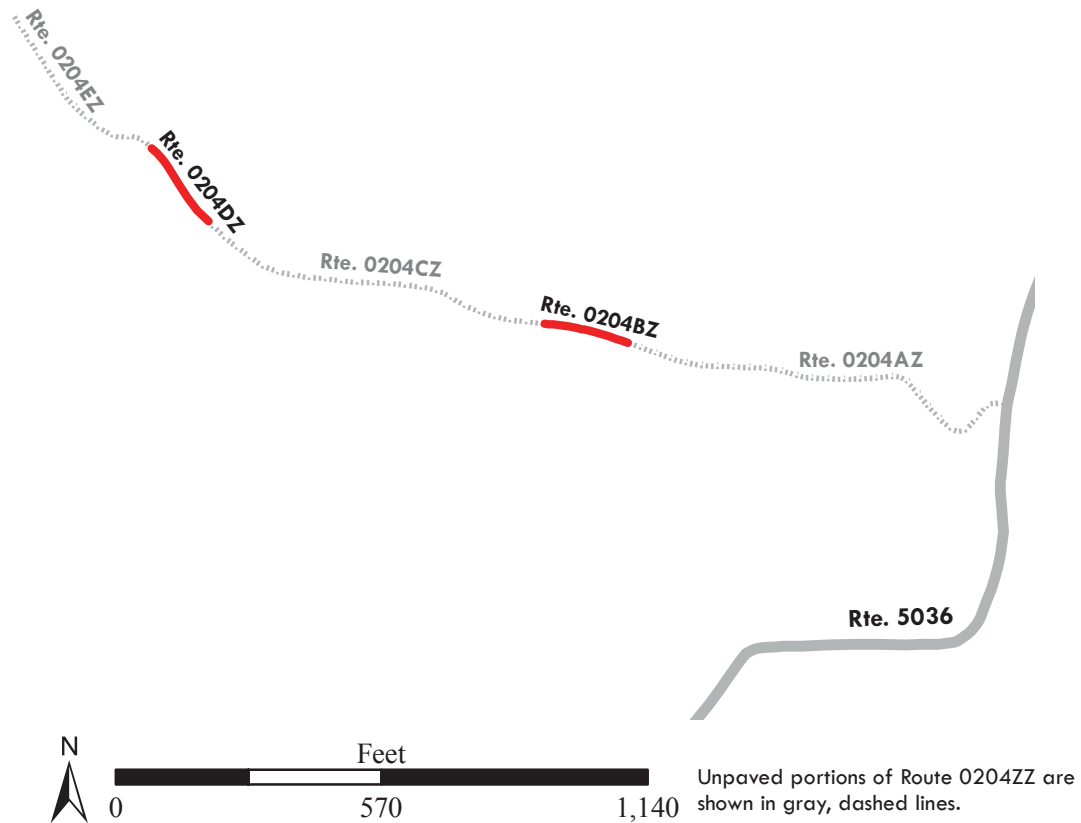 Rte. 0204EZ
Rte. 0204DZ
Rte. 0204CZ
Rte. 0204BZ
Rte. 0204AZ
Rte. 5036
N
Feet
0
570
1,140
Unpaved portions of Route 0204ZZ are
shown in gray, dashed lines.